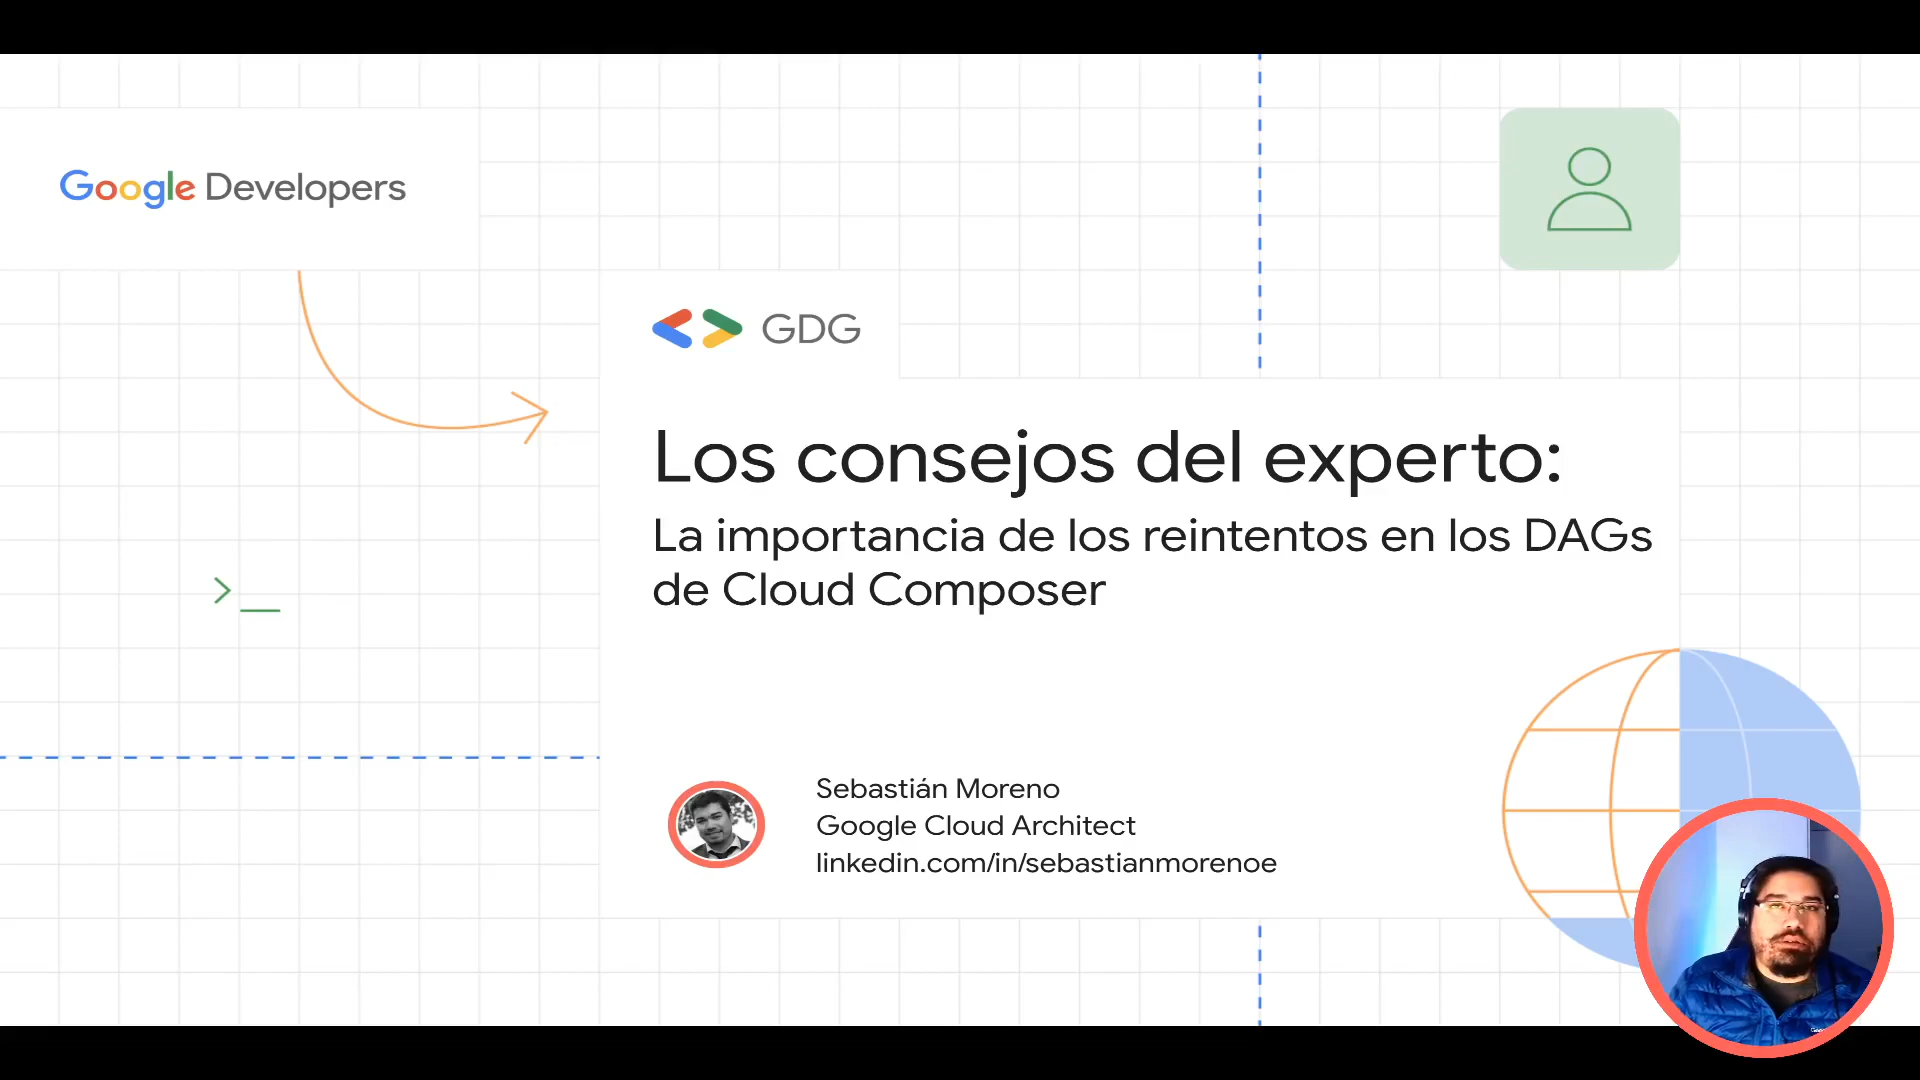 Google Developers
GDG
Los consejos del experto:
La importancia de los reintentos en los DAGs
de Cloud Composer
>_
Sebastián Moreno
Google Cloud Architect
linkedin.com/in/sebastianmorenoe